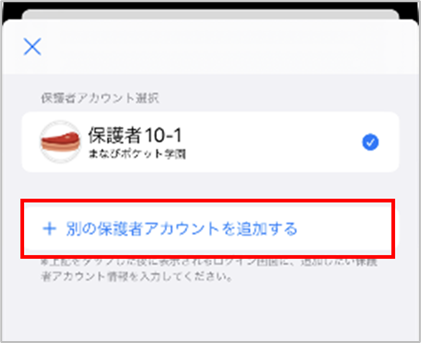 保護者アカウント選択
保護者10-1
まなびポケット学園
+ 別の保護者アカウントを追加する
※上記をタップした後に表示されるログイン画面に、追加したい保護
者アカウント情報を入力してください。